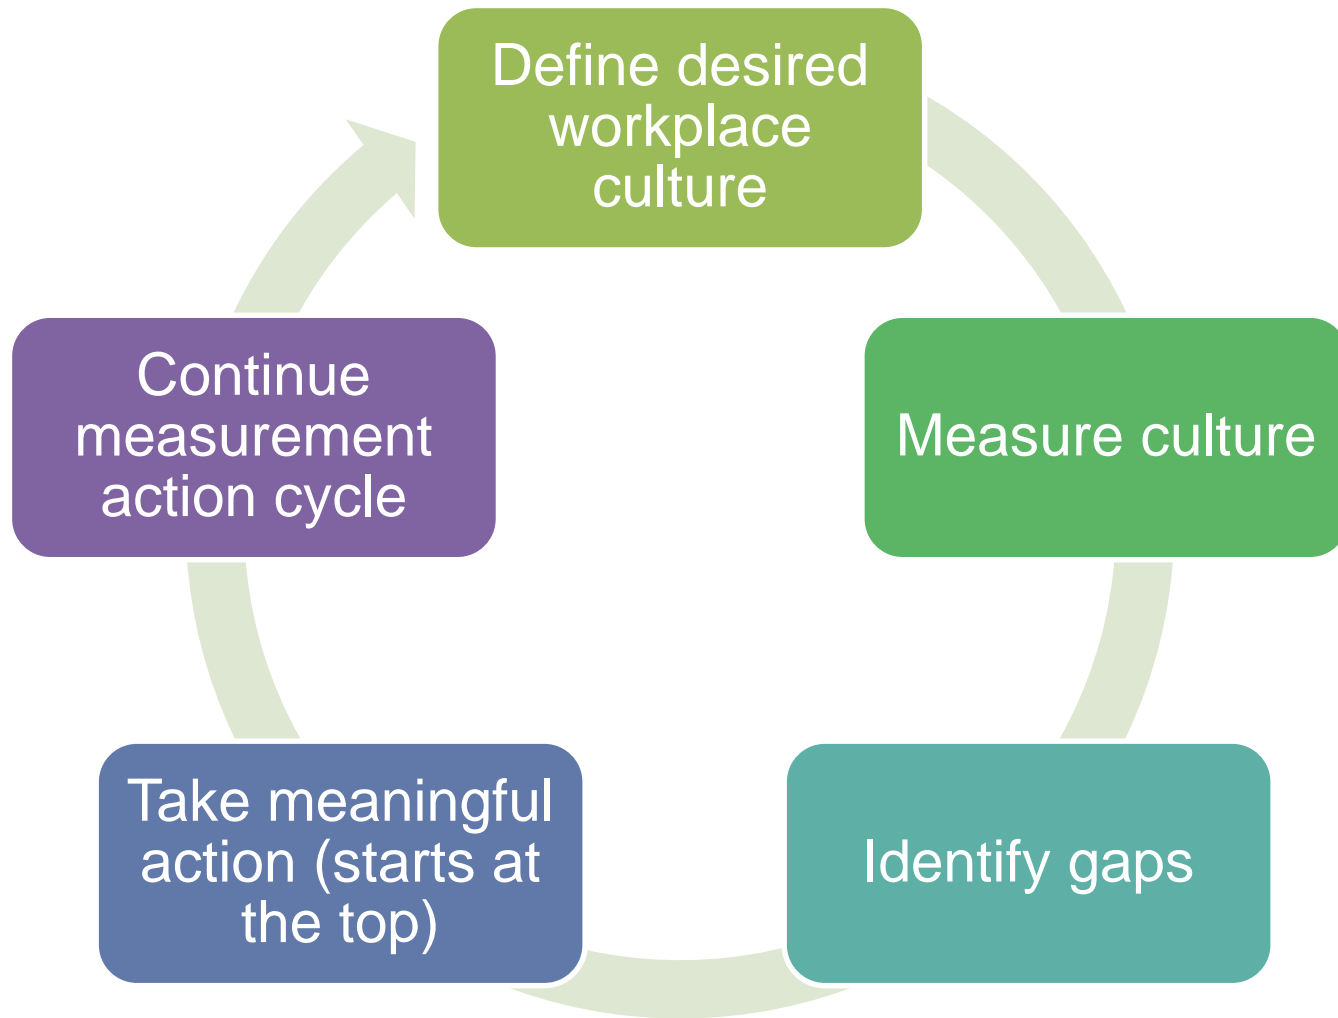 Define desired
workplace
culture
Measure culture
Identify gaps
Take meaningful
action (starts at
the top)
Continue
measurement
action cycle